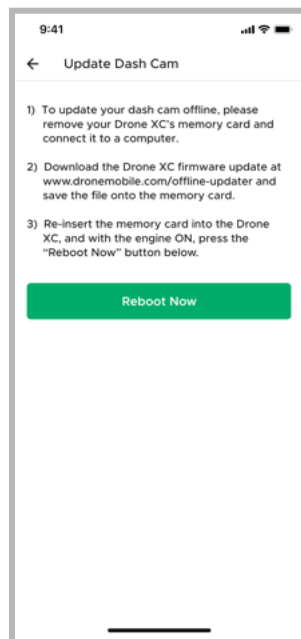 9:41
Update Dash Cam
1) To update your dash cam offline, please
remove your Drone XC's memory card and
connect it to a computer.
2) Download the Drone XC firmware update at
www.dronemobile.com/offline-updater and
save the file onto the memory card.
3) Re-insert the memory card into the Drone
XC, and with the engine ON, press the
“Reboot Now” button below.
Reboot Now